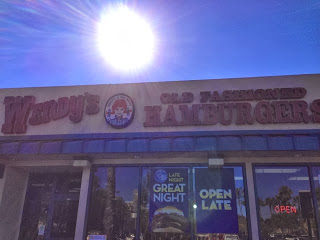 Wendy's
OLD FASHIONED
HAMBURGERS
LATE NIGHT
GREAT
NIGHT
OPEN
LATE
OPEN